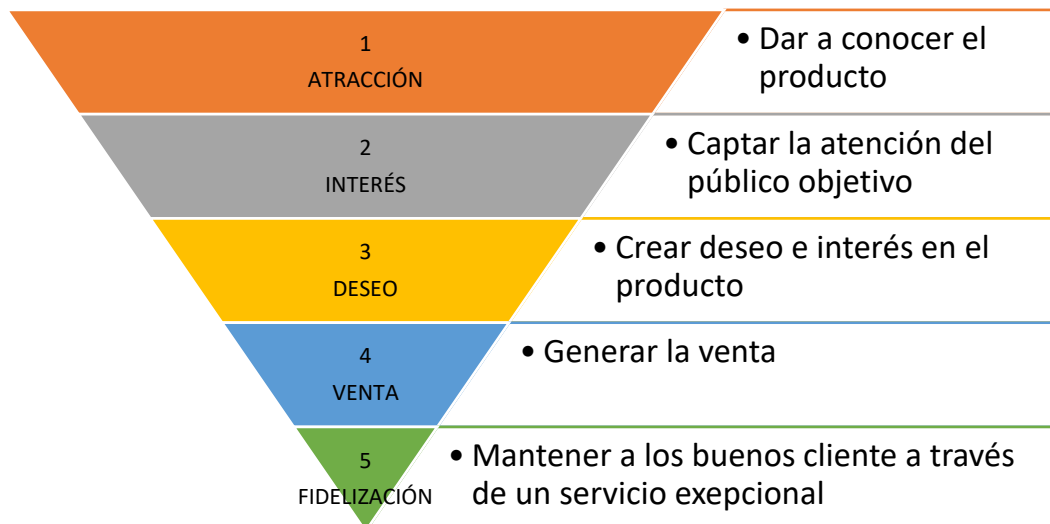 1
ATRACCIÓN
• Dar a conocer el
producto
2
INTERÉS
• Captar la atención del
público objetivo
3
DESEO
• Crear deseo e interés en el
producto
4
VENTA
• Generar la venta
5
FIDELIZACIÓN
• Mantener a los buenos cliente a través
de un servicio exepcional